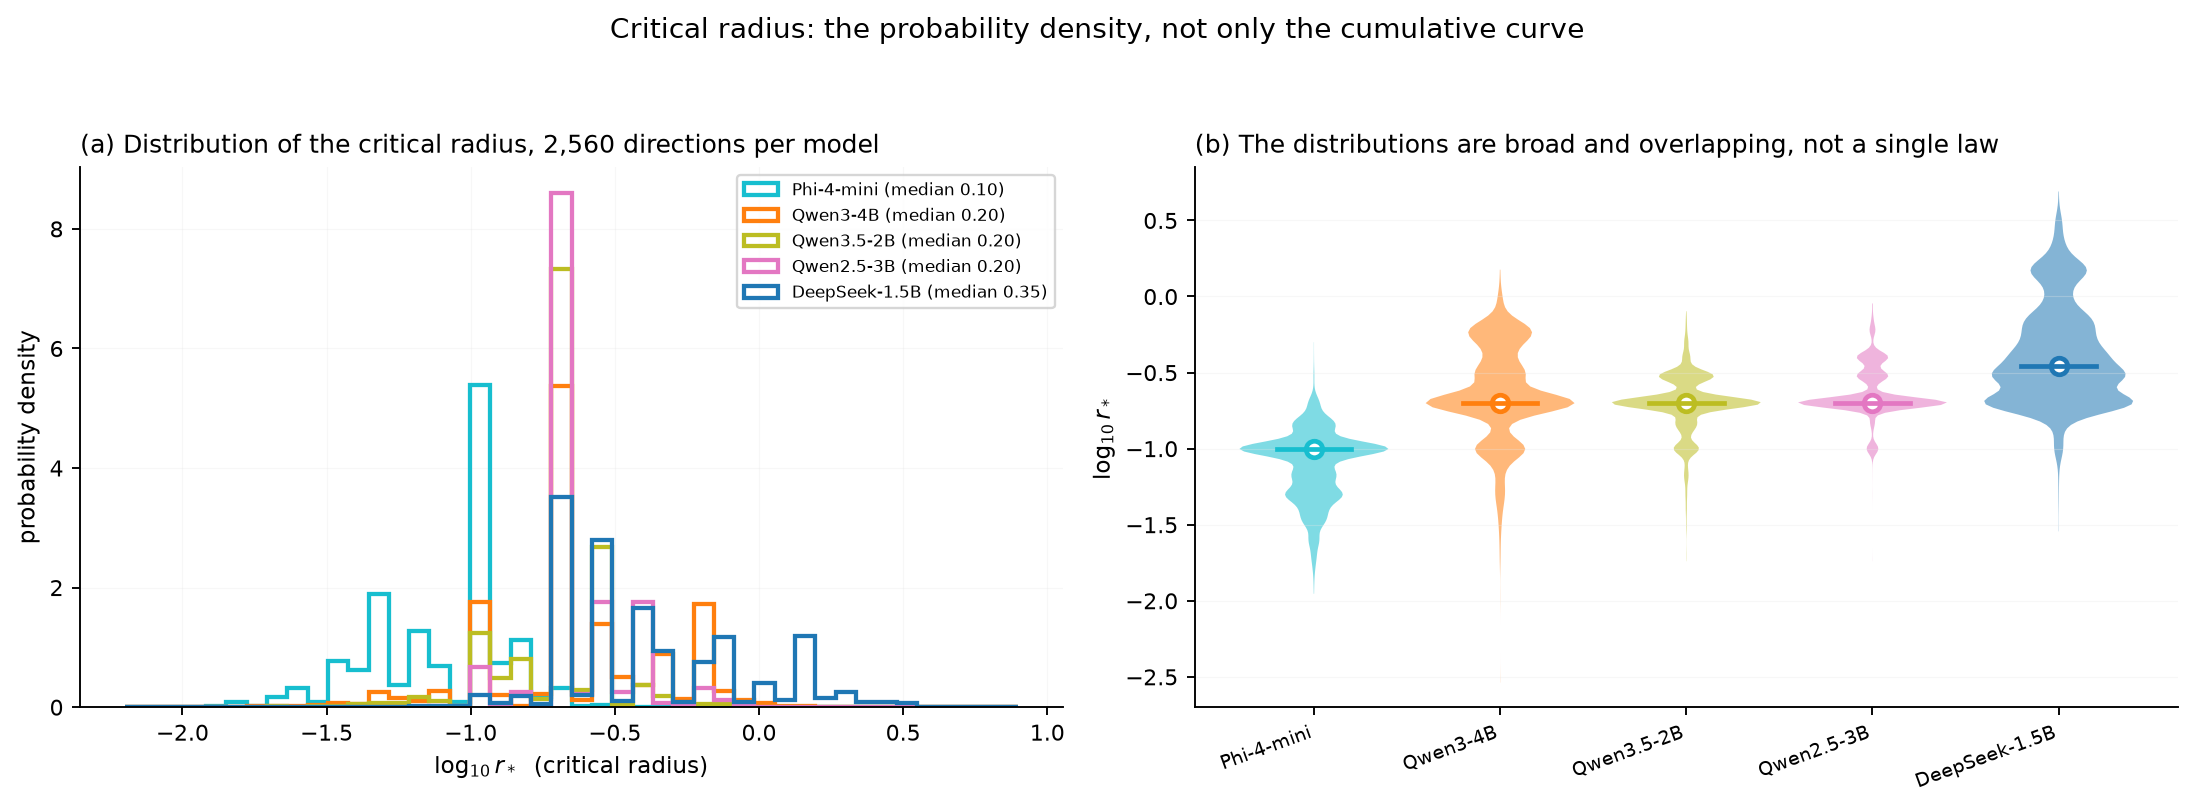 Critical radius: the probability density, not only the cumulative curve
(a) Distribution of the critical radius, 2,560 directions per model
probability density
8
6
4
2
0
Phi-4-mini (median 0.10)
Qwen3-4B (median 0.20)
Qwen3.5-2B (median 0.20)
Qwen2.5-3B (median 0.20)
DeepSeek-1.5B (median 0.35)
−2.0 −1.5 −1.0 −0.5 0.0 0.5 1.0
log₁₀ r* (critical radius)
(b) The distributions are broad and overlapping, not a single law
log₁₀ r*
0.5
0.0
−0.5
−1.0
−1.5
−2.0
−2.5
Phi-4-mini
Qwen3-4B
Qwen3.5-2B
Qwen2.5-3B
DeepSeek-1.5B